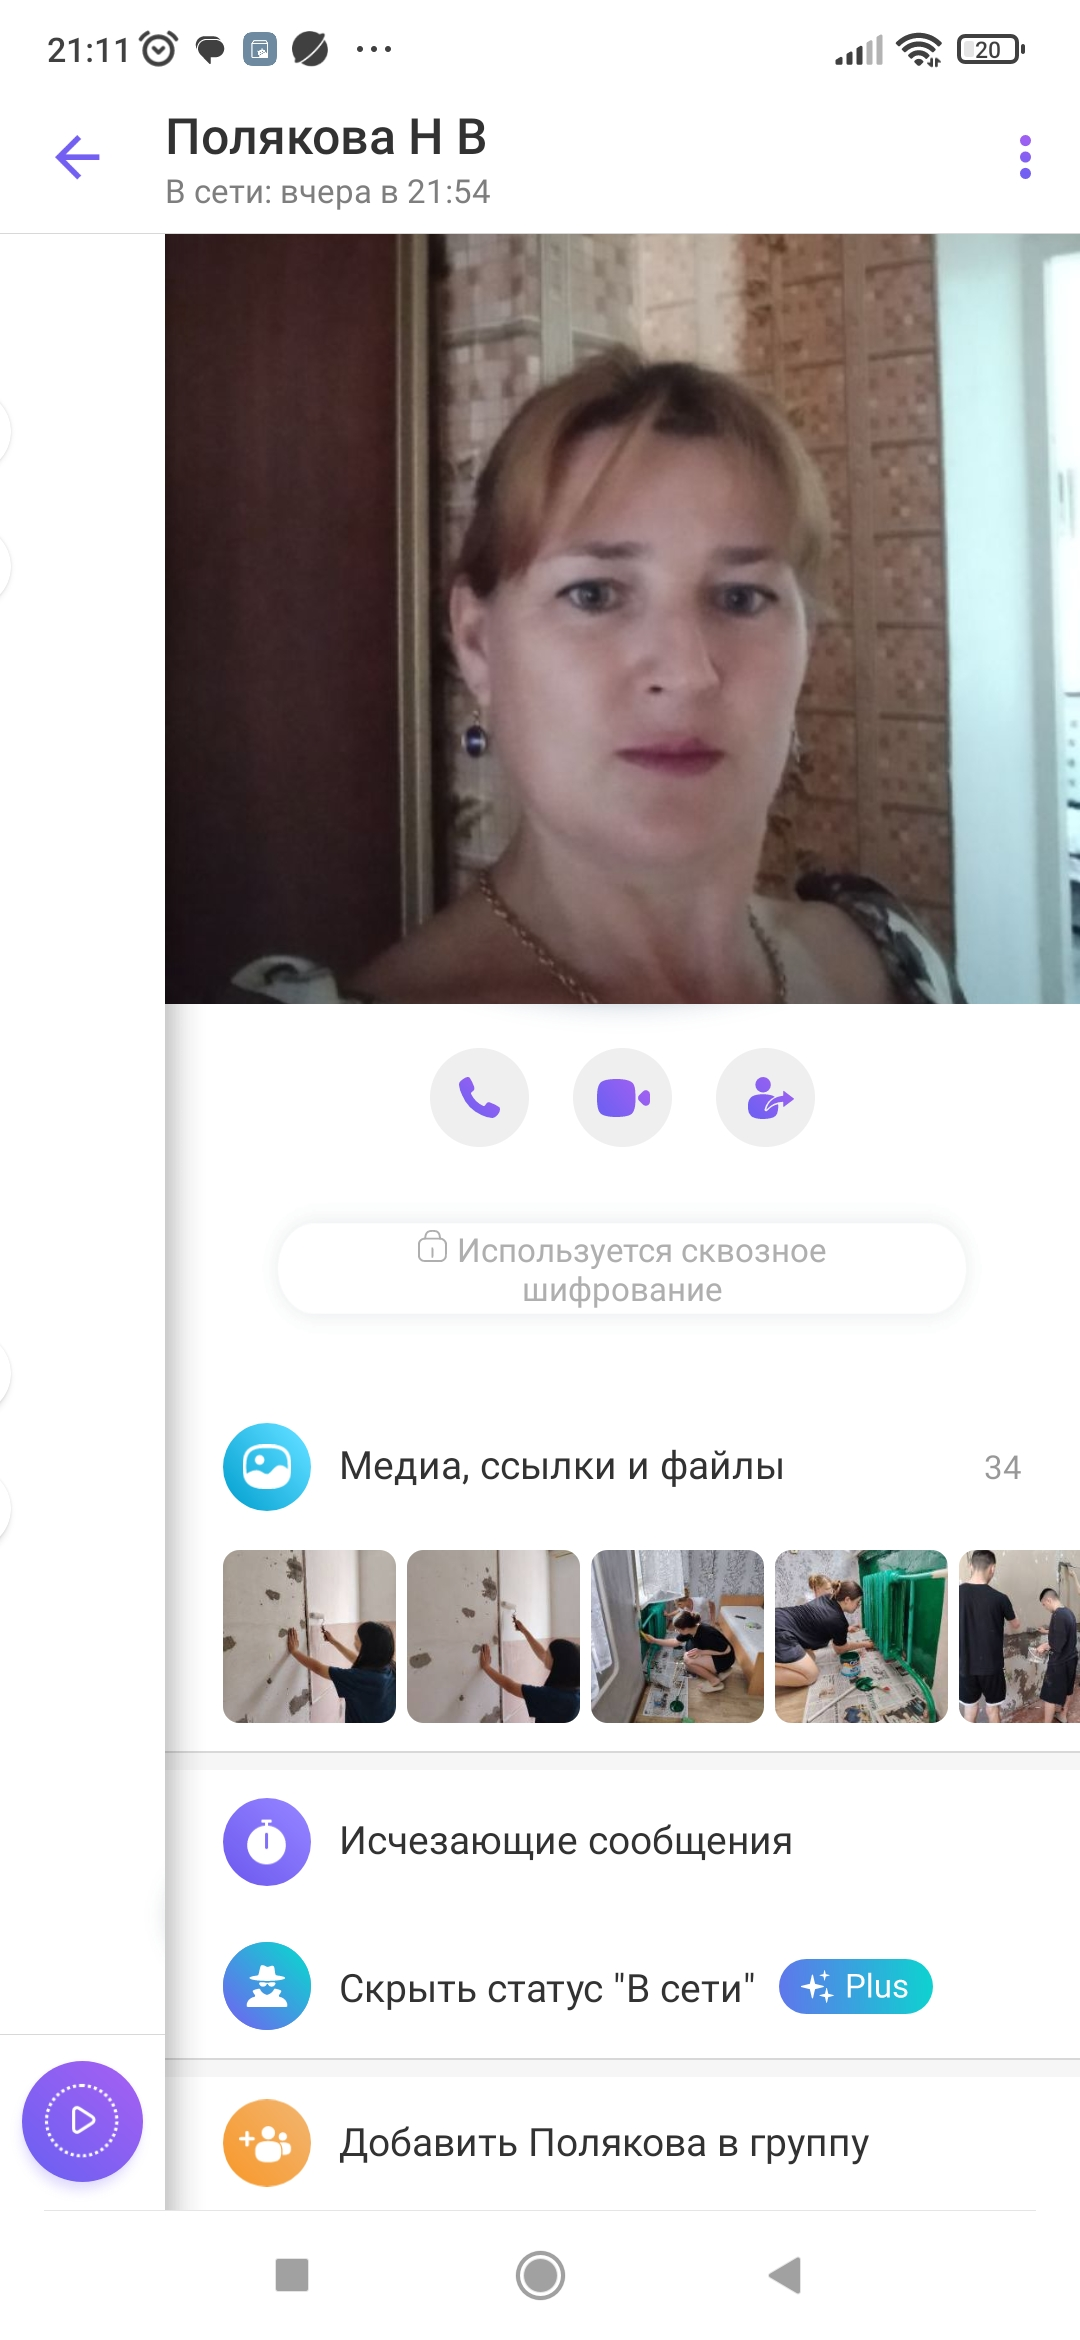 21:11
20
Полякова Н В
В сети: вчера в 21:54
Используется сквозное
шифрование
Медиа, ссылки и файлы
34
Исчезающие сообщения
Скрыть статус "В сети"
Plus
Добавить Полякова в группу